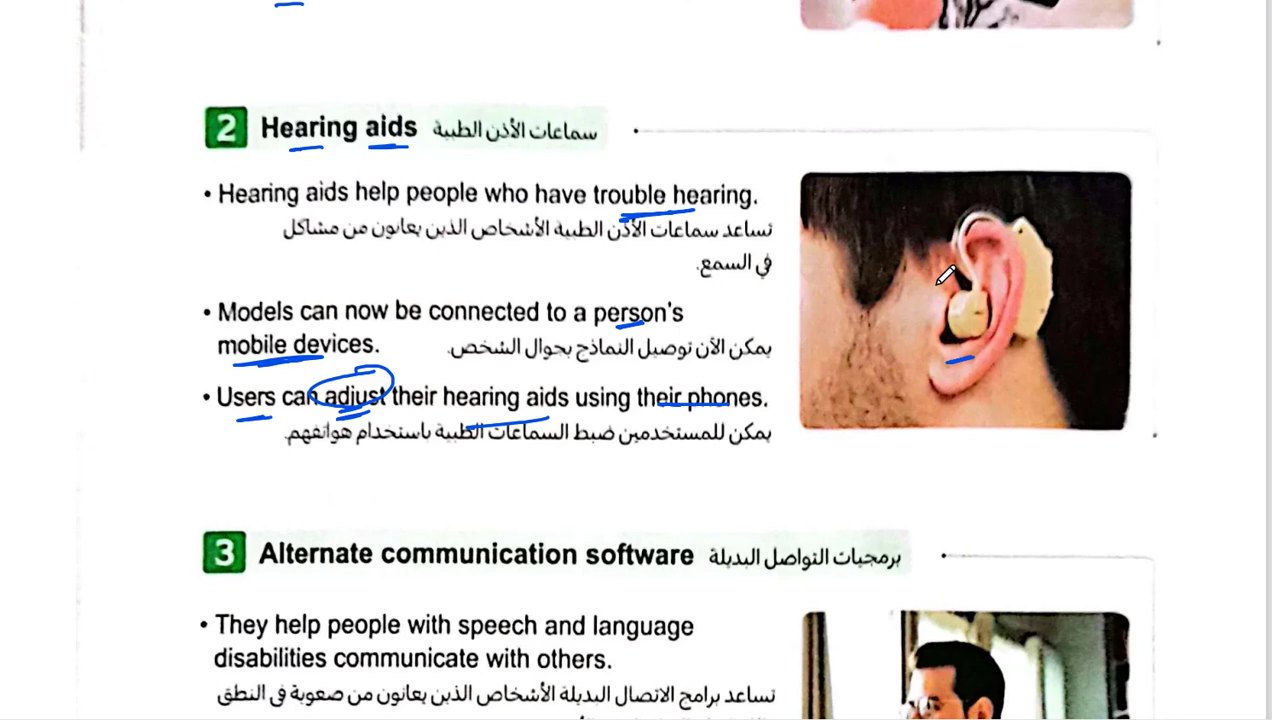 2 Hearing aids سماعات الأذن الطبية
• Hearing aids help people who have trouble hearing.
تساعد سماعات الأذن الطبية الأشخاص الذين يعانون من مشاكل
في السمع.
• Models can now be connected to a person's
mobile devices. يمكن الآن توصيل النماذج بجوال الشخص.
• Users can adjust their hearing aids using their phones.
يمكن للمستخدمين ضبط السماعات الطبية باستخدام هواتفهم.
3 Alternate communication software برمجيات التواصل البديلة
• They help people with speech and language
disabilities communicate with others.
تساعد برامج الاتصال البديلة الأشخاص الذين يعانون من صعوبة في النطق